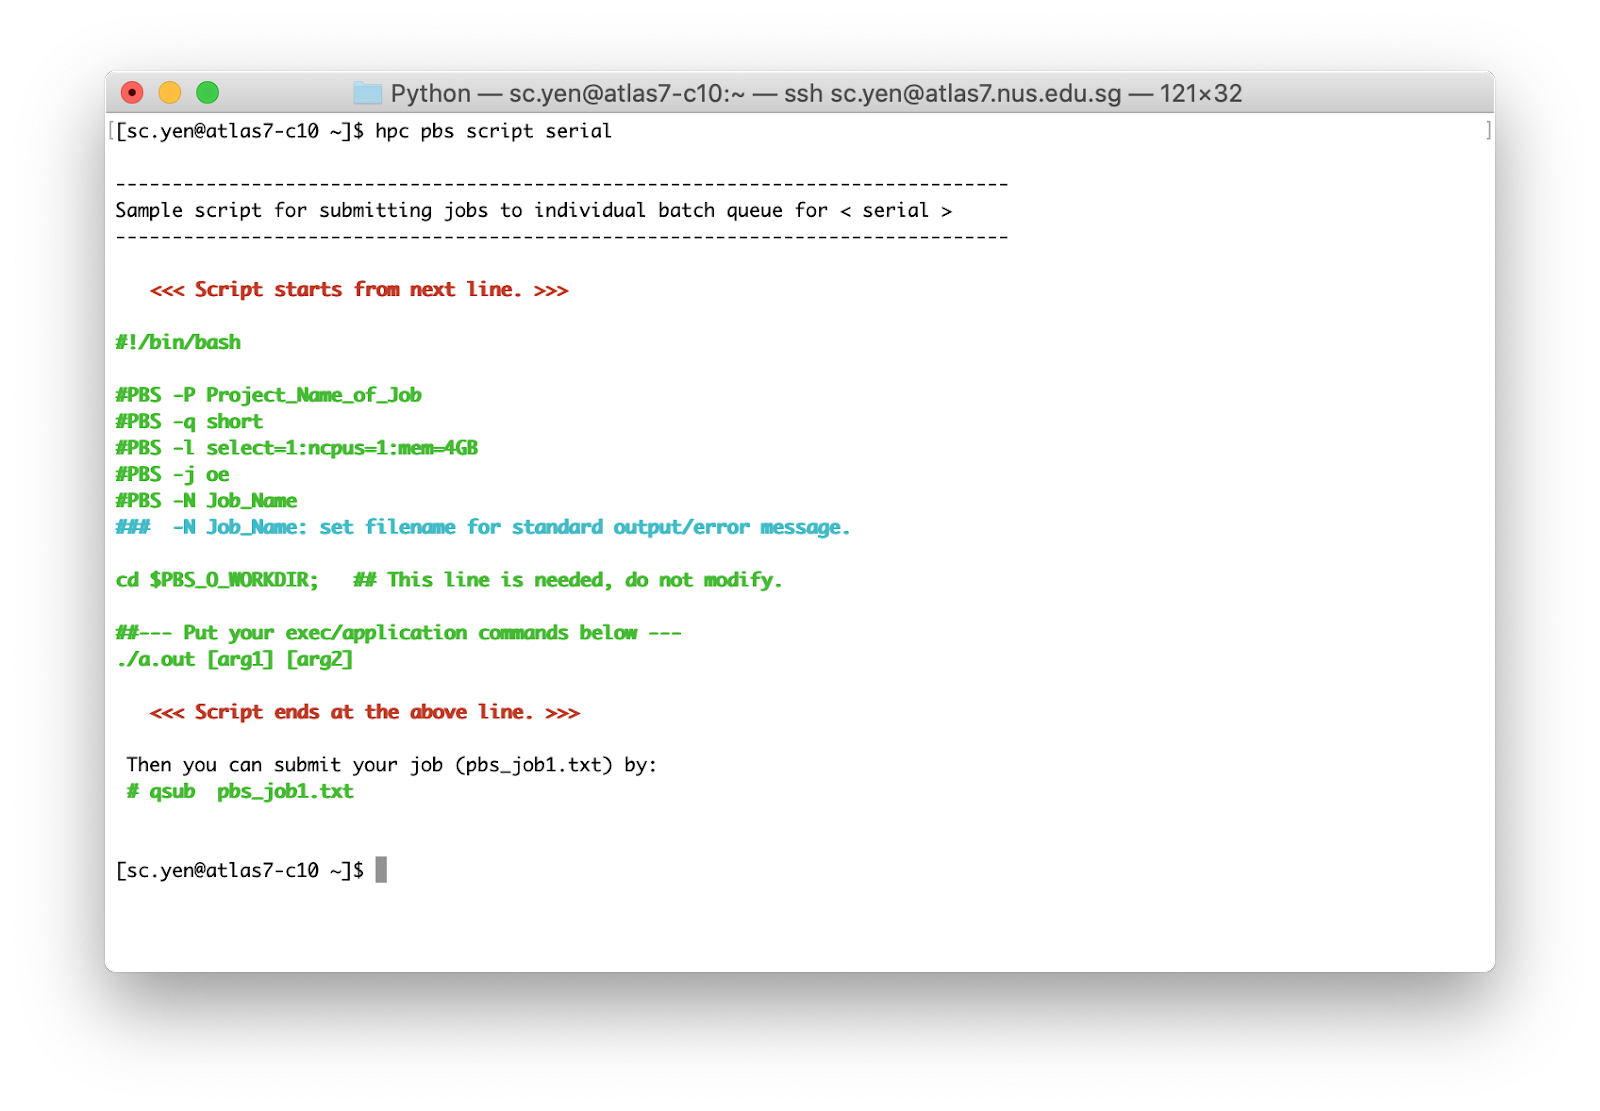 Python — sc.yen@atlas7-c10:~ — ssh sc.yen@atlas7.nus.edu.sg — 121×32
[[sc.yen@atlas7-c10 ~]$ hpc pbs script serial ]
-------------------------------------------------------------------------------
Sample script for submitting jobs to individual batch queue for < serial >
-------------------------------------------------------------------------------
<<< Script starts from next line. >>>
#!/bin/bash
#PBS -P Project_Name_of_Job
#PBS -q short
#PBS -l select=1:ncpus=1:mem=4GB
#PBS -j oe
#PBS -N Job_Name
###  -N Job_Name: set filename for standard output/error message.
cd $PBS_O_WORKDIR;   ## This line is needed, do not modify.
##--- Put your exec/application commands below ---
./a.out [arg1] [arg2]
<<< Script ends at the above line. >>>
Then you can submit your job (pbs_job1.txt) by:
# qsub  pbs_job1.txt
[sc.yen@atlas7-c10 ~]$